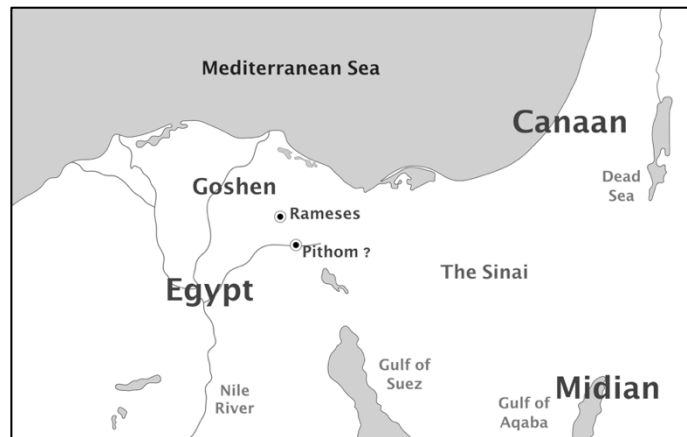 Mediterranean Sea
Canaan
Dead
Sea
Goshen
Rameses
Pithom ?
The Sinai
Egypt
Gulf of
Suez
Midian
Nile
River
Gulf of
Aqaba